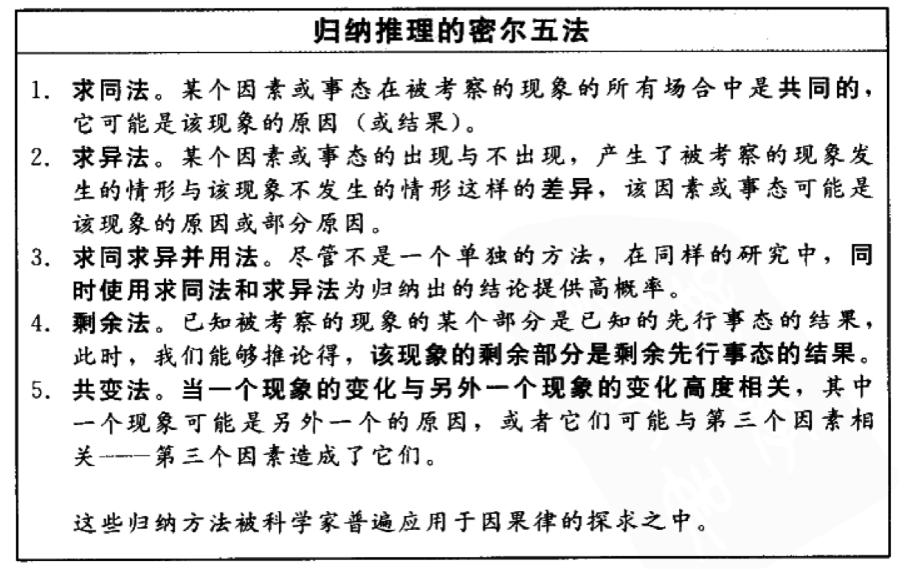 归纳推理的密尔五法
1. 求同法。某个因素或事态在被考察的现象的所有场合中是共同的，
它可能是该现象的原因（或结果）。
2. 求异法。某个因素或事态的出现与不出现，产生了被考察的现象发
生的情形与该现象不发生的情形这样的差异，该因素或事态可能是
该现象的原因或部分原因。
3. 求同求异并用法。尽管不是一个单独的方法，在同样的研究中，同
时使用求同法和求异法为归纳出的结论提供高概率。
4. 剩余法。已知被考察的现象的某个部分是已知的先行事态的结果，
此时，我们能够推论得，该现象的剩余部分是剩余先行事态的结果。
5. 共变法。当一个现象的变化与另外一个现象的变化高度相关，其中
一个现象可能是另外一个的原因，或者它们可能与第三个因素相
关——第三个因素造成了它们。
这些归纳方法被科学家普遍应用于因果律的探求之中。